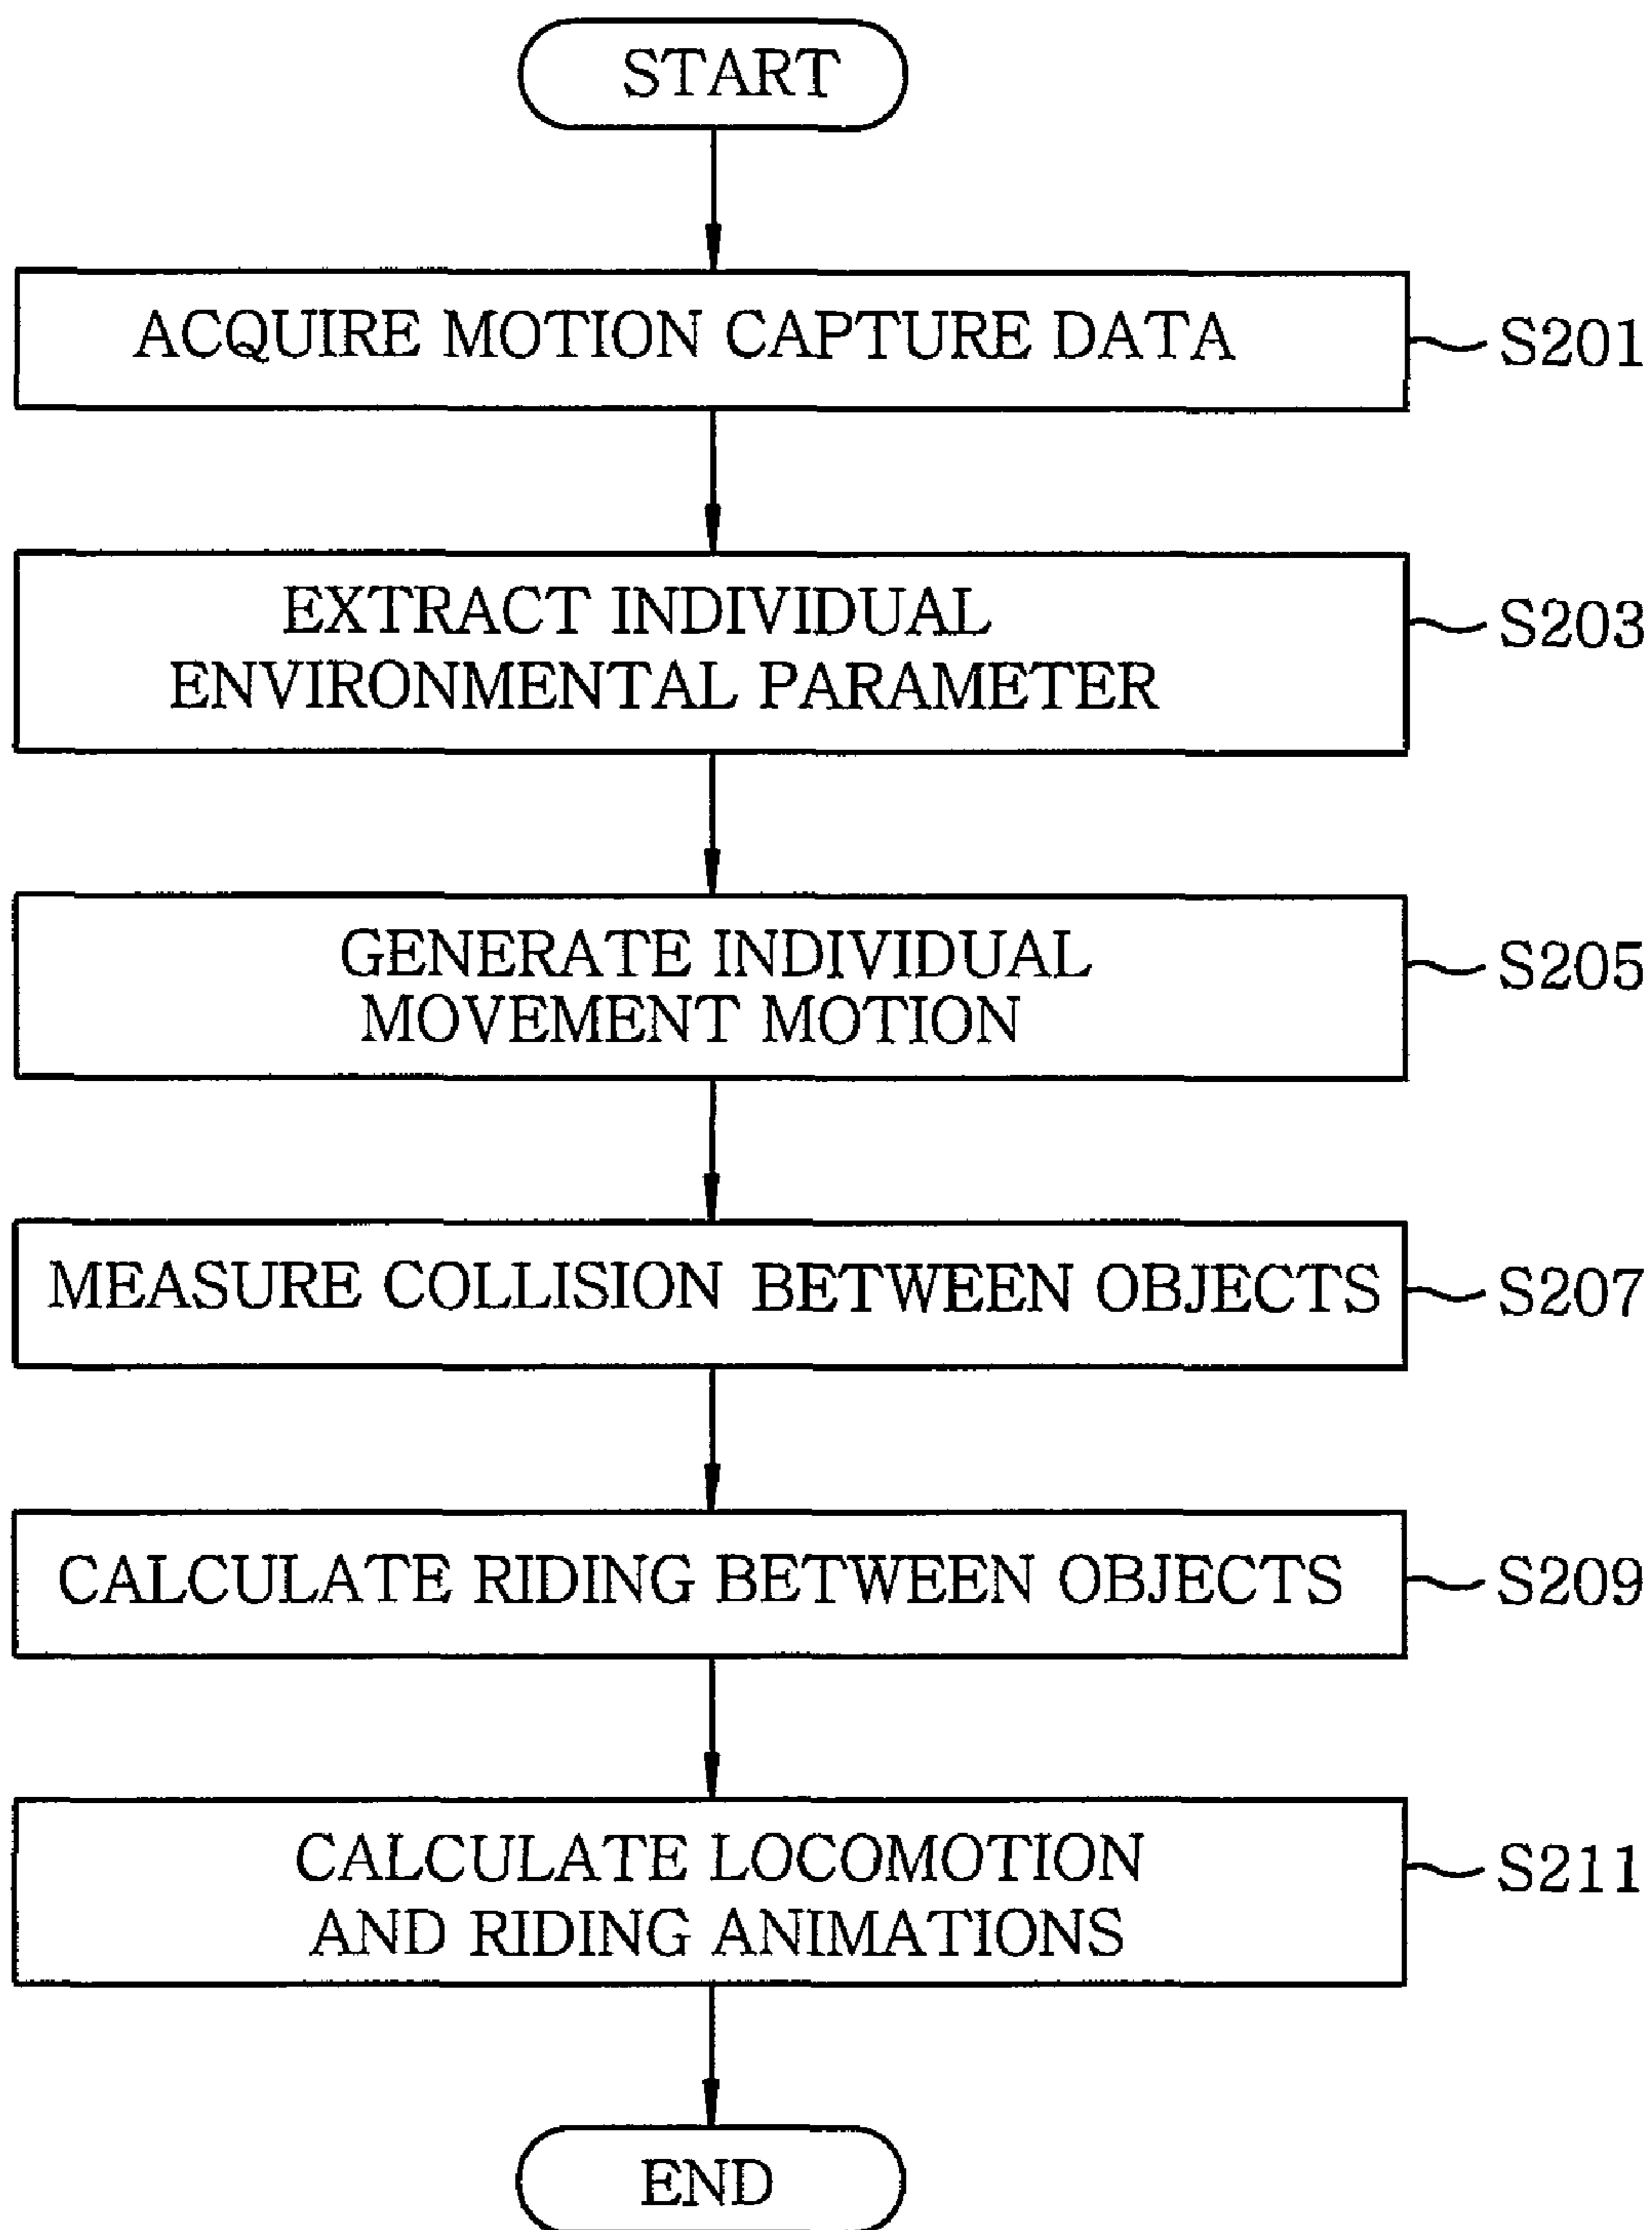 START
ACQUIRE MOTION CAPTURE DATA
S201
EXTRACT INDIVIDUAL
ENVIRONMENTAL PARAMETER
S203
GENERATE INDIVIDUAL
MOVEMENT MOTION
S205
MEASURE COLLISION BETWEEN OBJECTS
S207
CALCULATE RIDING BETWEEN OBJECTS
S209
CALCULATE LOCOMOTION
AND RIDING ANIMATIONS
S211
END